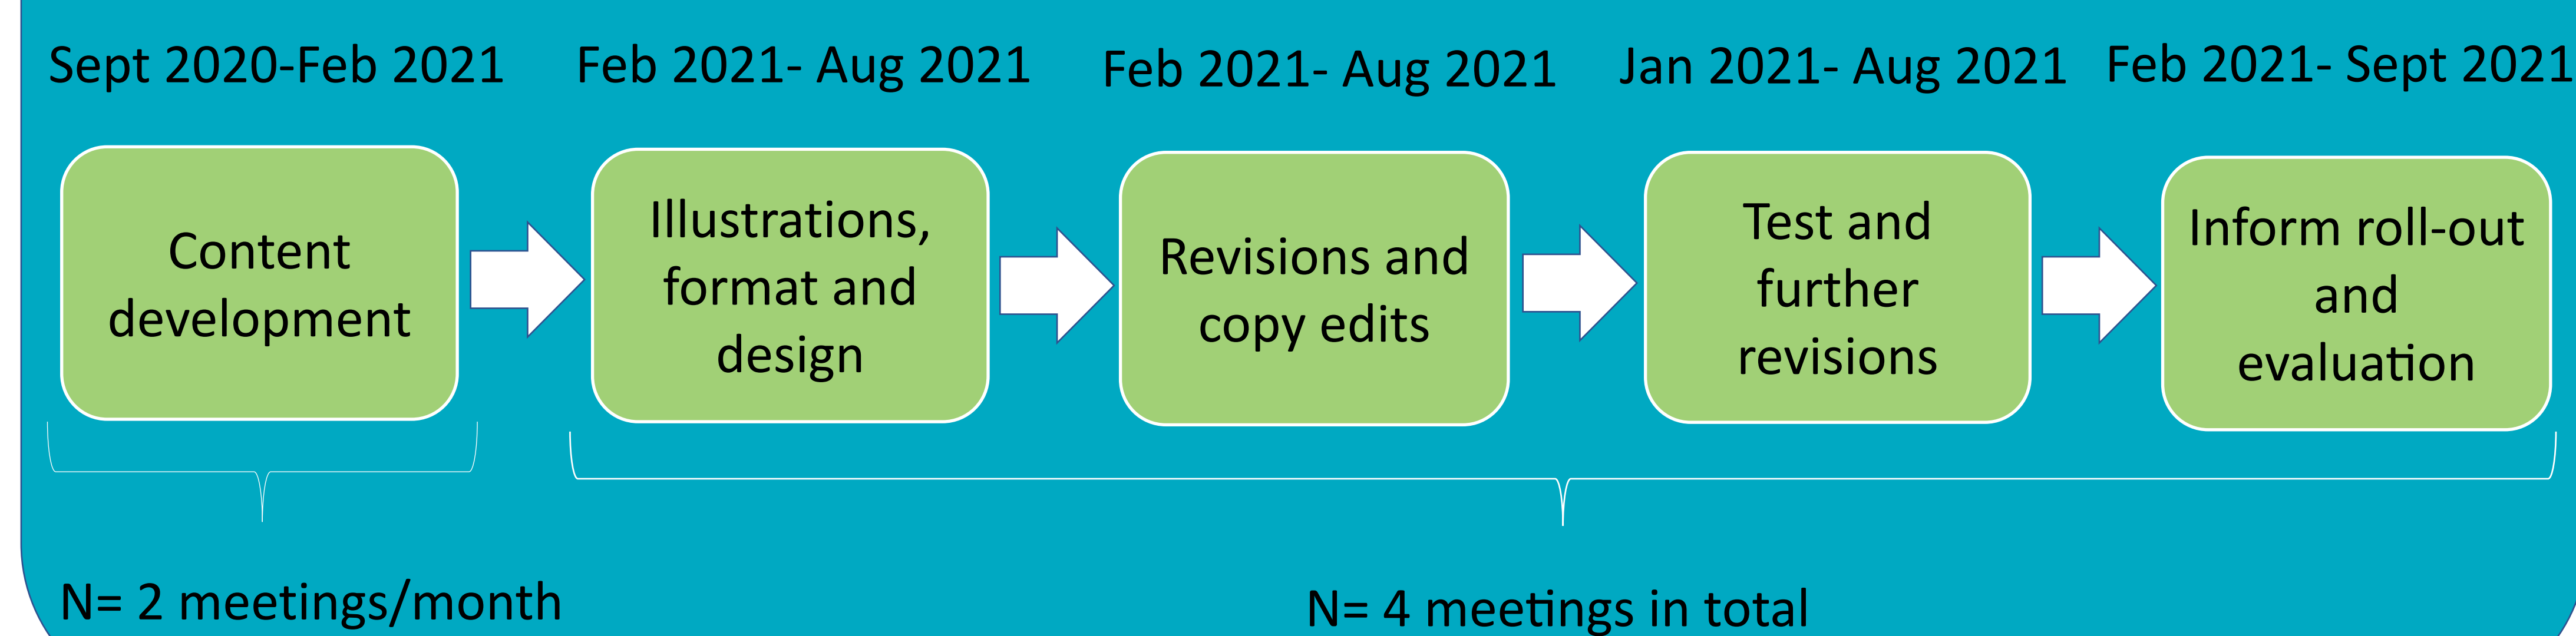 Sept 2020-Feb 2021
Feb 2021- Aug 2021
Feb 2021- Aug 2021
Jan 2021- Aug 2021
Feb 2021- Sept 2021
Content
development
Illustrations,
format and
design
Revisions and
copy edits
Test and
further
revisions
Inform roll-out
and
evaluation
N= 2 meetings/month
N= 4 meetings in total